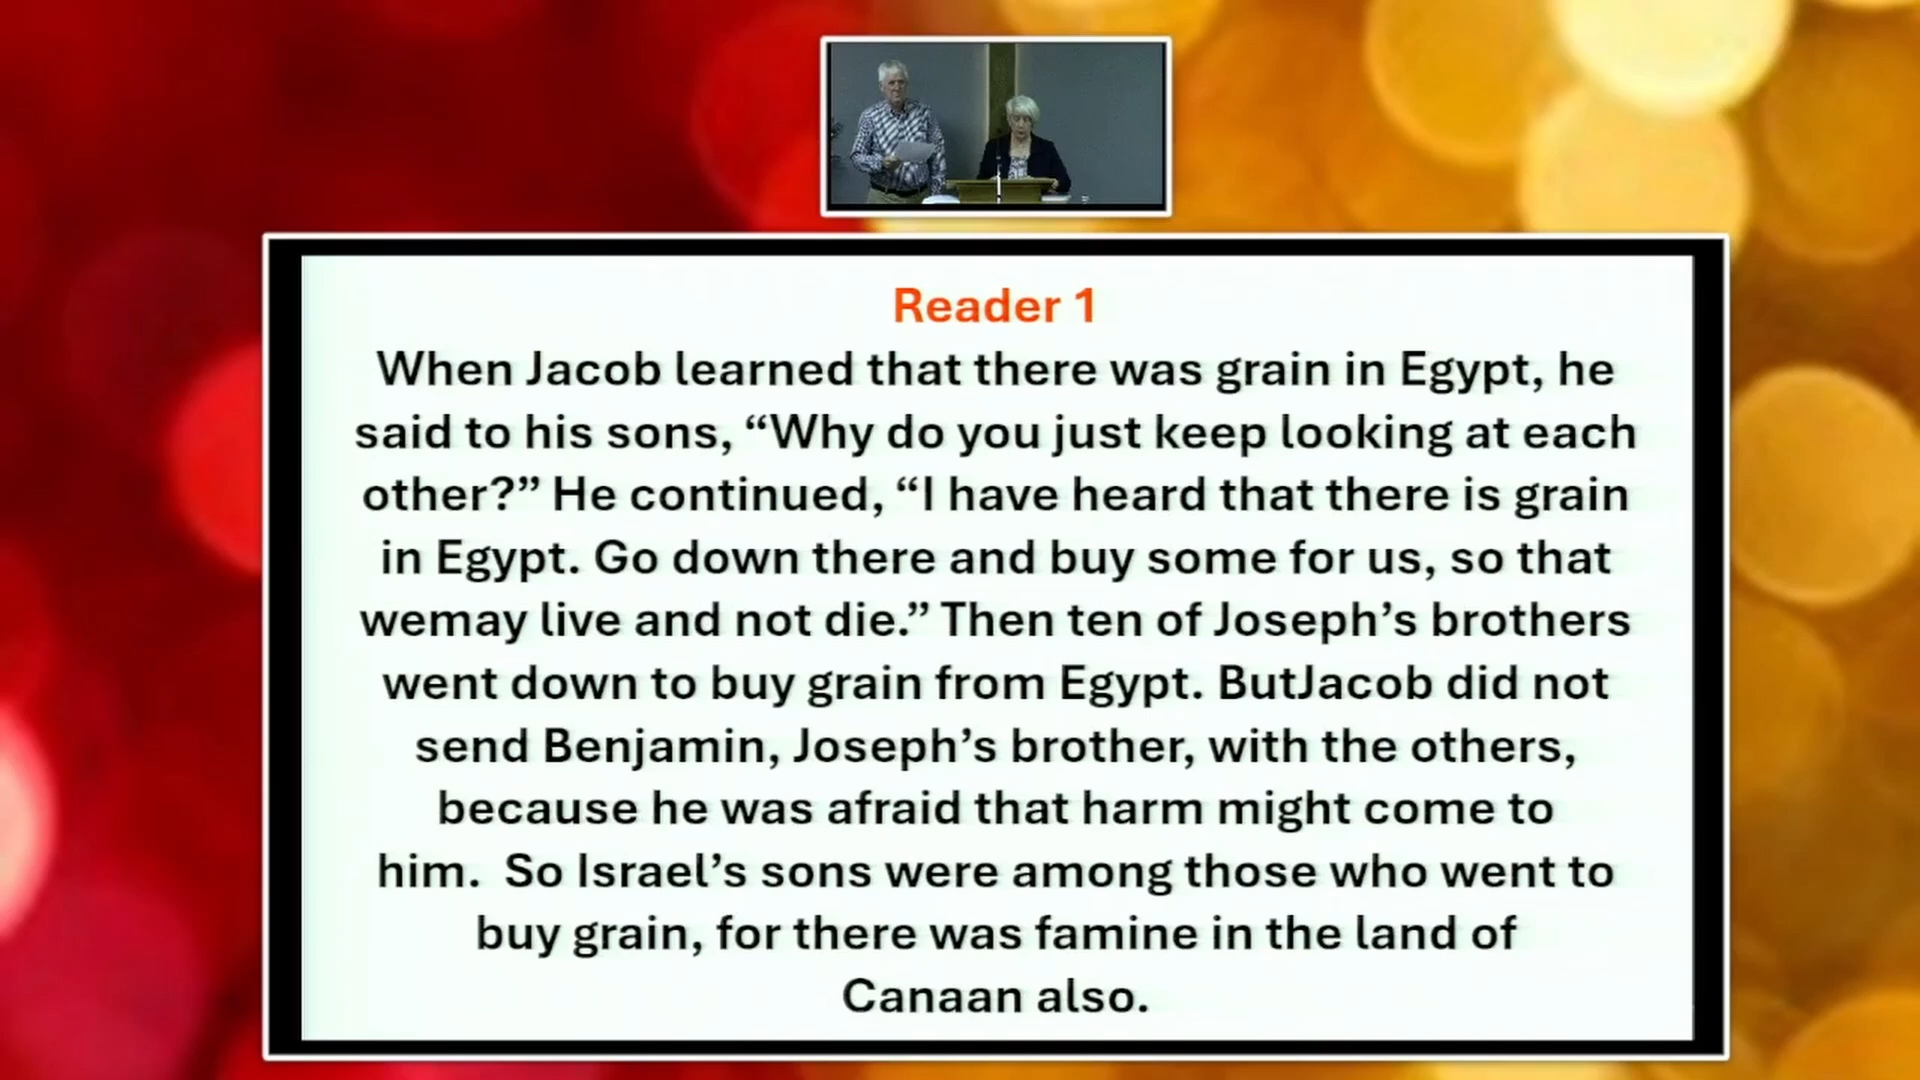 Reader 1
When Jacob learned that there was grain in Egypt, he
said to his sons, “Why do you just keep looking at each
other?” He continued, “I have heard that there is grain
in Egypt. Go down there and buy some for us, so that
wemay live and not die.” Then ten of Joseph’s brothers
went down to buy grain from Egypt. ButJacob did not
send Benjamin, Joseph’s brother, with the others,
because he was afraid that harm might come to
him.  So Israel’s sons were among those who went to
buy grain, for there was famine in the land of
Canaan also.